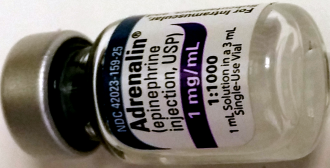 NDC 42023-159-25
Adrenalin®
(epinephrine
injection, USP)
1 mg/mL
1:1000
1 mL Solution in a 3 mL
Single-Use Vial
For Intramuscular